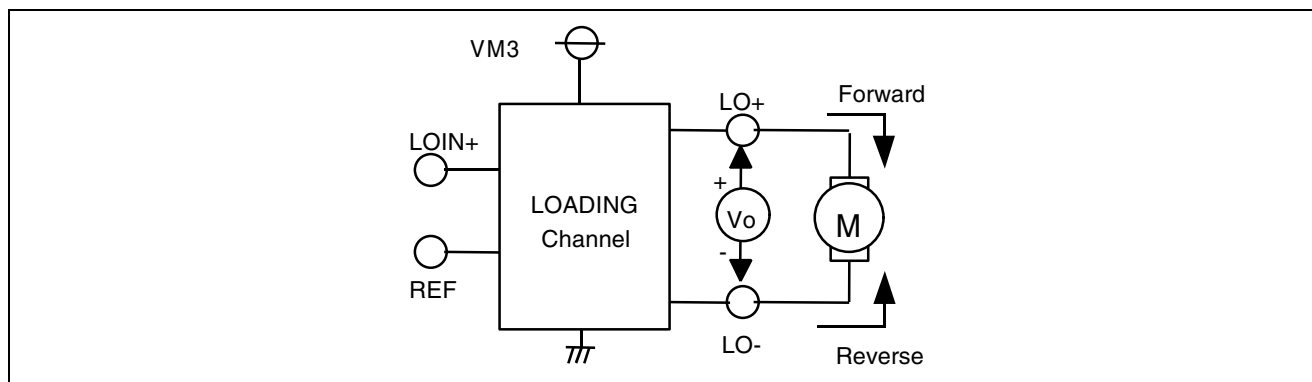 VM3
LO+
Forward
LOIN+
+
LOADING
Channel
Vo
M
-
REF
LO-
Reverse